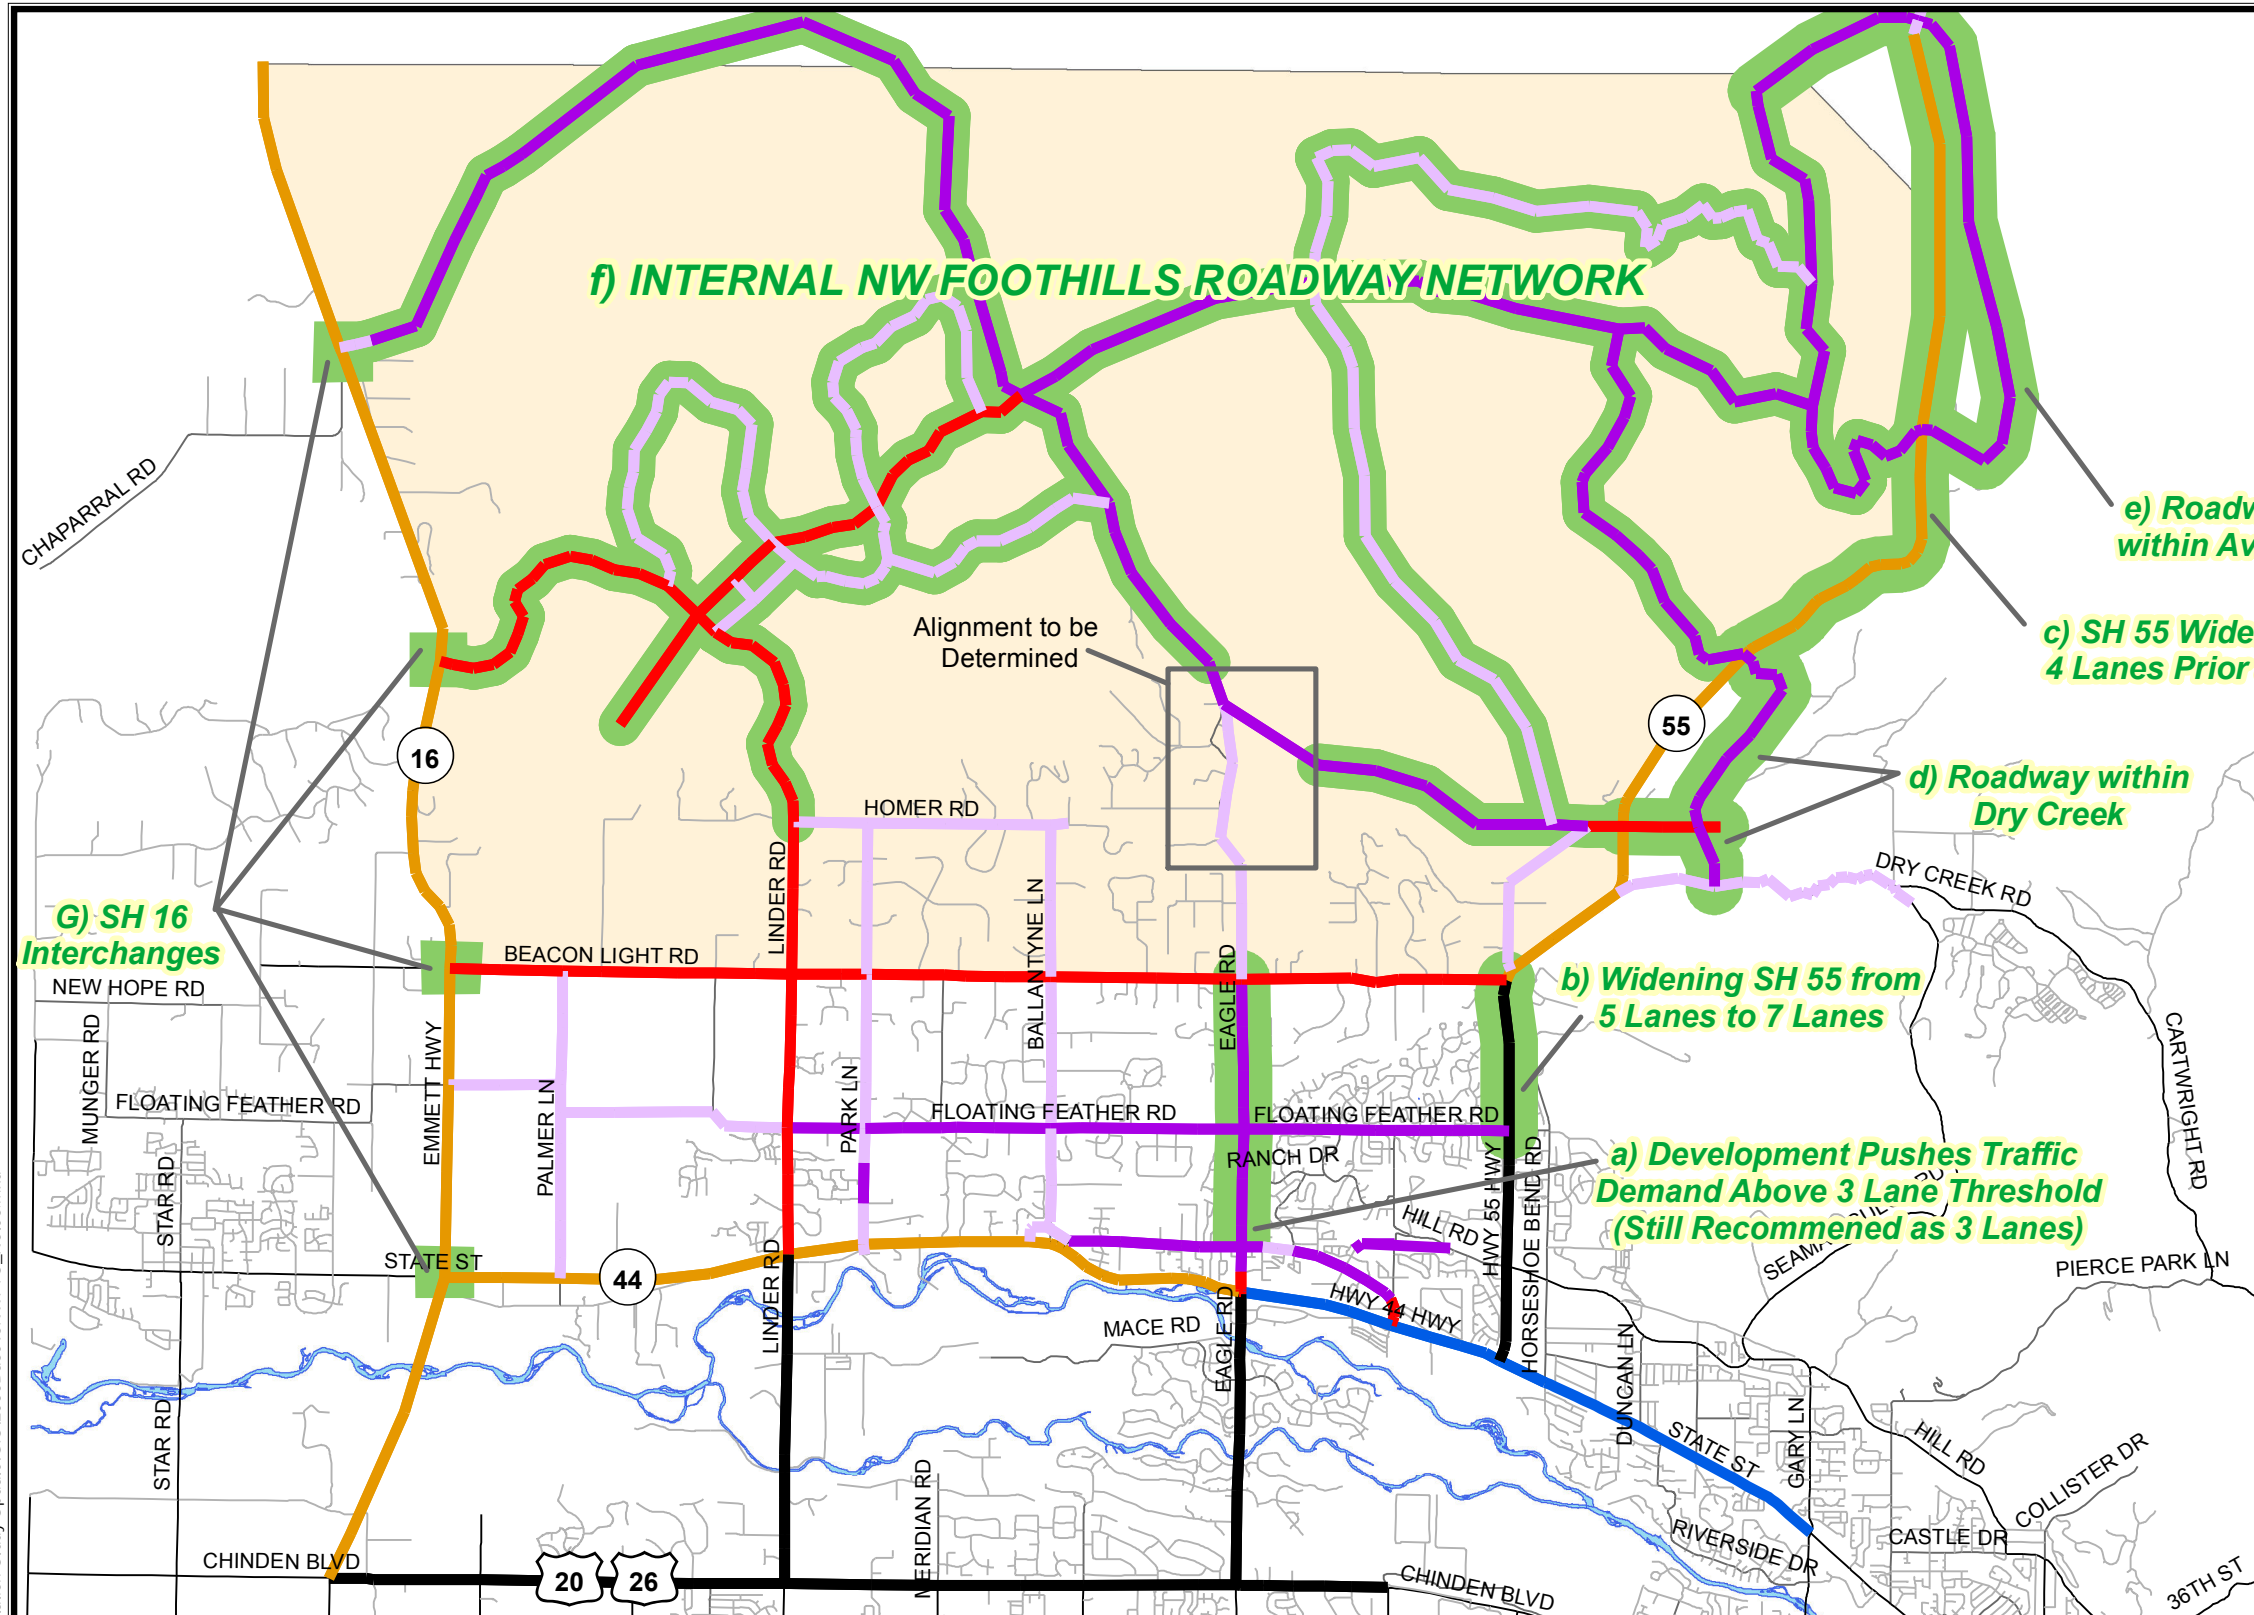 f) INTERNAL NW FOOTHILLS ROADWAY NETWORK
CHAPARRAL RD
e) Roadw
within Av
c) SH 55 Wide
4 Lanes Prior
Alignment to be
Determined
16
55
d) Roadway within
Dry Creek
HOMER RD
LINDER RD
BALLANTYNE LN
DRY CREEK RD
G) SH 16
Interchanges
BEACON LIGHT RD
EAGLE RD
NEW HOPE RD
b) Widening SH 55 from
5 Lanes to 7 Lanes
MUNGER RD
EMMETT HWY
PALMER LN
PARK LN
CARTWRIGHT RD
FLOATING FEATHER RD
FLOATING FEATHER RD
FLOATING FEATHER RD
RANCH DR
STAR RD
HWY 55 HWY
HORSESHOE BEND RD
a) Development Pushes Traffic
Demand Above 3 Lane Threshold
(Still Recommened as 3 Lanes)
HILL RD
STATE ST
44
LINDER RD
EAGLE RD
HWY 44 HWY
MACE RD
PIERCE PARK LN
DUNCAN LN
STAR RD
MERIDIAN RD
STATE ST
GARY LN
HILL RD
COLLISTER DR
RIVERSIDE DR
CASTLE DR
CHINDEN BLVD
20
26
CHINDEN BLVD
36TH ST